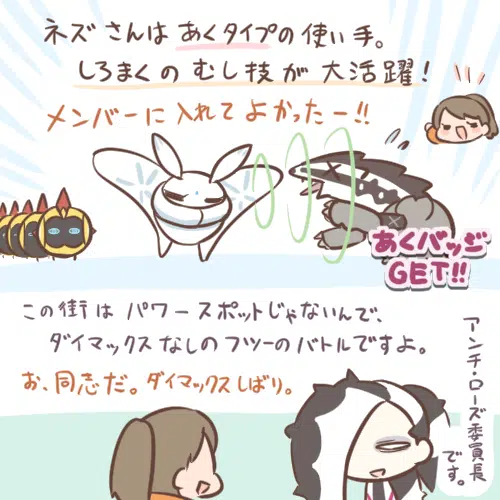 ネズさんはあくタイプの使い手。
しろまくのむし技が大活躍!
メンバーに入れてよかったー!!
あくバッジ
GET!!
この街はパワースポットじゃないんで、
ダイマックスなしのフツーのバトルですよ。
お、同志だ。ダイマックスしばり。
アンチ・ローズ委員長
です。